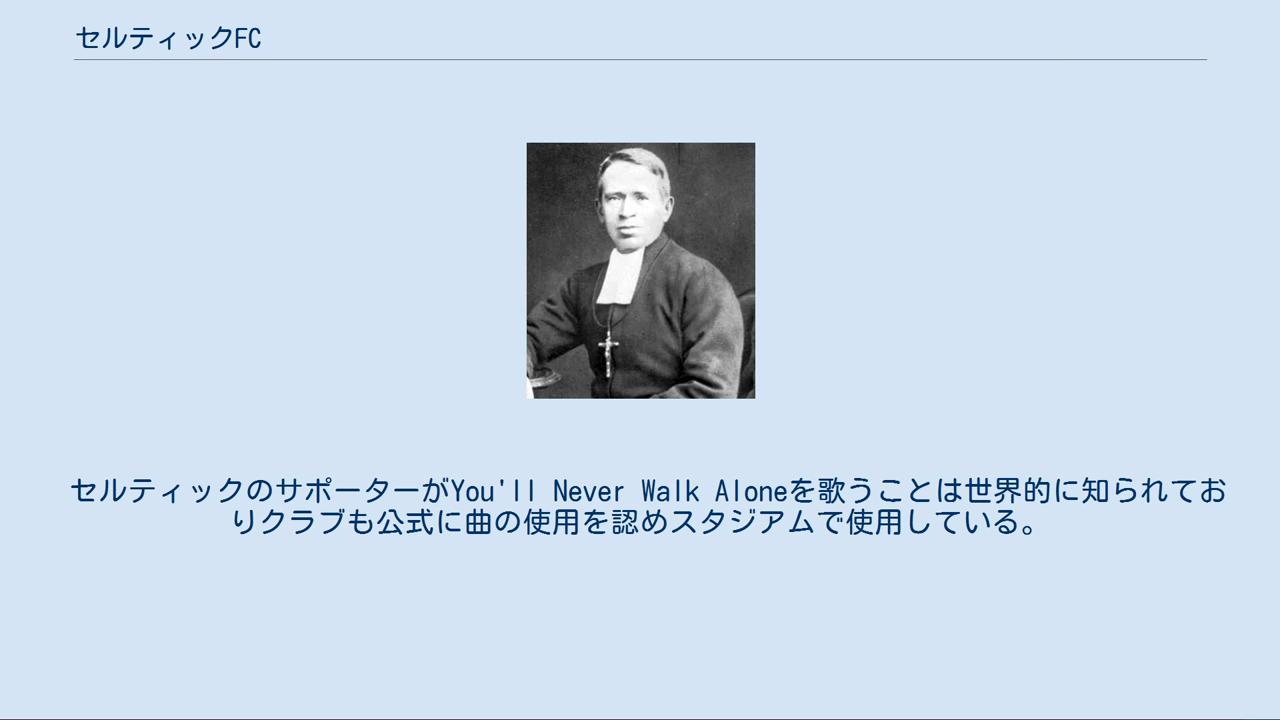 セルティックFC
セルティックのサポーターがYou'll Never Walk Aloneを歌うことは世界的に知られてお
りクラブも公式に曲の使用を認めスタジアムで使用している。